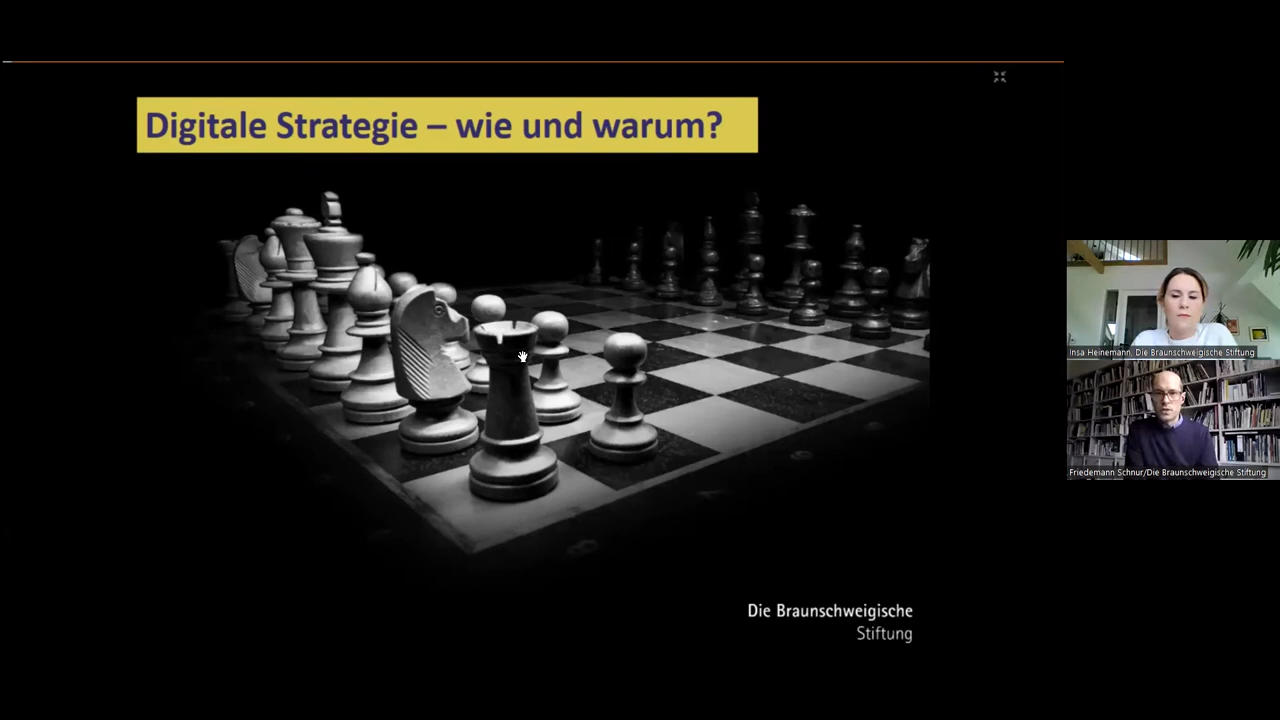 Digitale Strategie – wie und warum?
Insa Heinemann, Die Braunschweigische Stiftung
Friedemann Schnur/Die Braunschweigische Stiftung
Die Braunschweigische
Stiftung